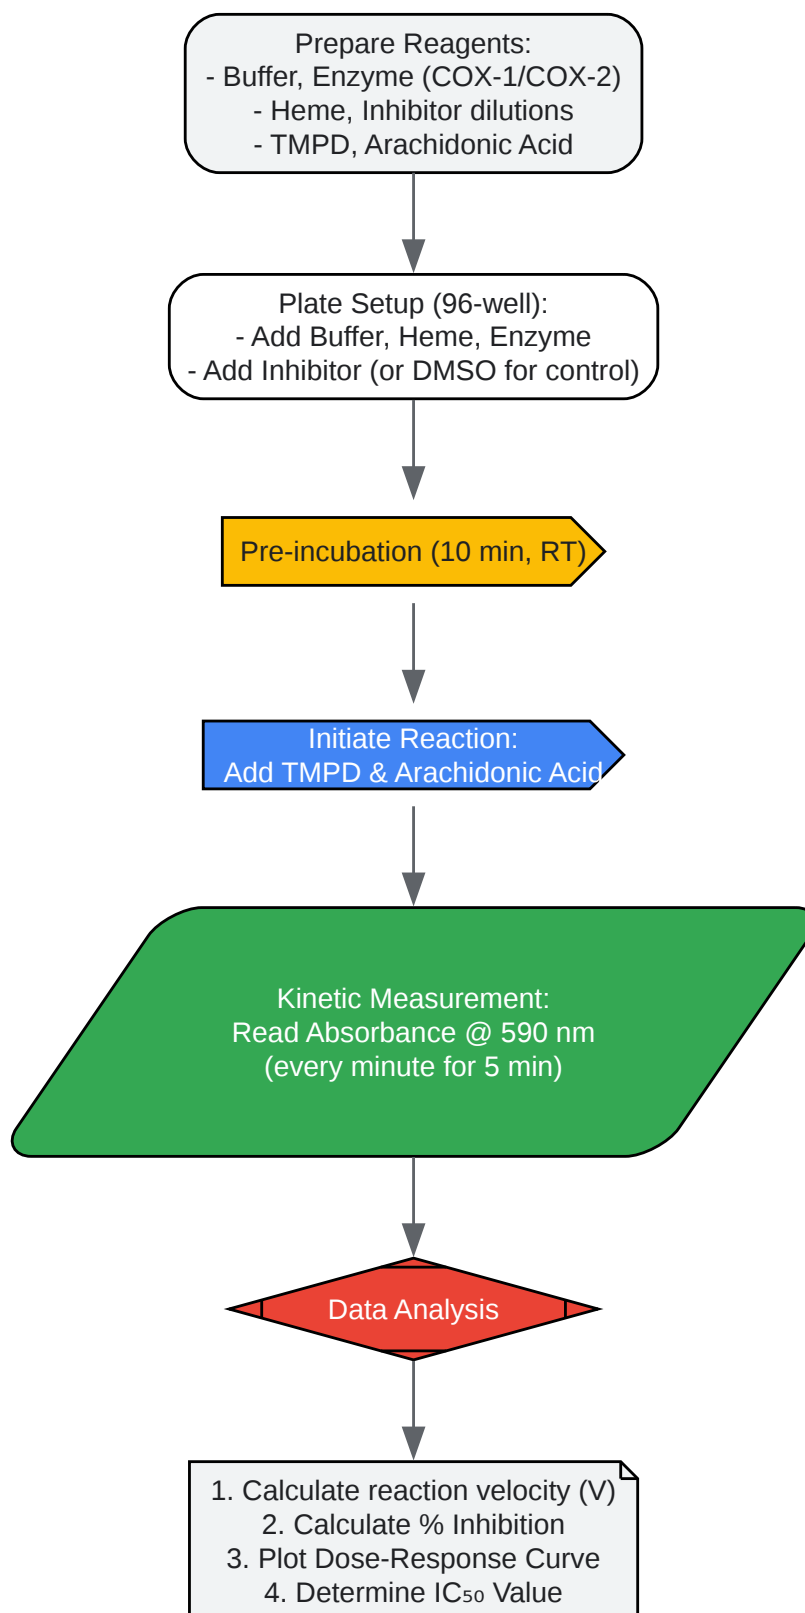 Prepare Reagents:
- Buffer, Enzyme (COX-1/COX-2)
- Heme, Inhibitor dilutions
- TMPD, Arachidonic Acid
Plate Setup (96-well):
- Add Buffer, Heme, Enzyme
- Add Inhibitor (or DMSO for control)
Pre-incubation (10 min, RT)
Initiate Reaction:
Add TMPD & Arachidonic Acid
Kinetic Measurement:
Read Absorbance @ 590 nm
(every minute for 5 min)
Data Analysis
1. Calculate reaction velocity (V)
2. Calculate % Inhibition
3. Plot Dose-Response Curve
4. Determine IC₅₀ Value